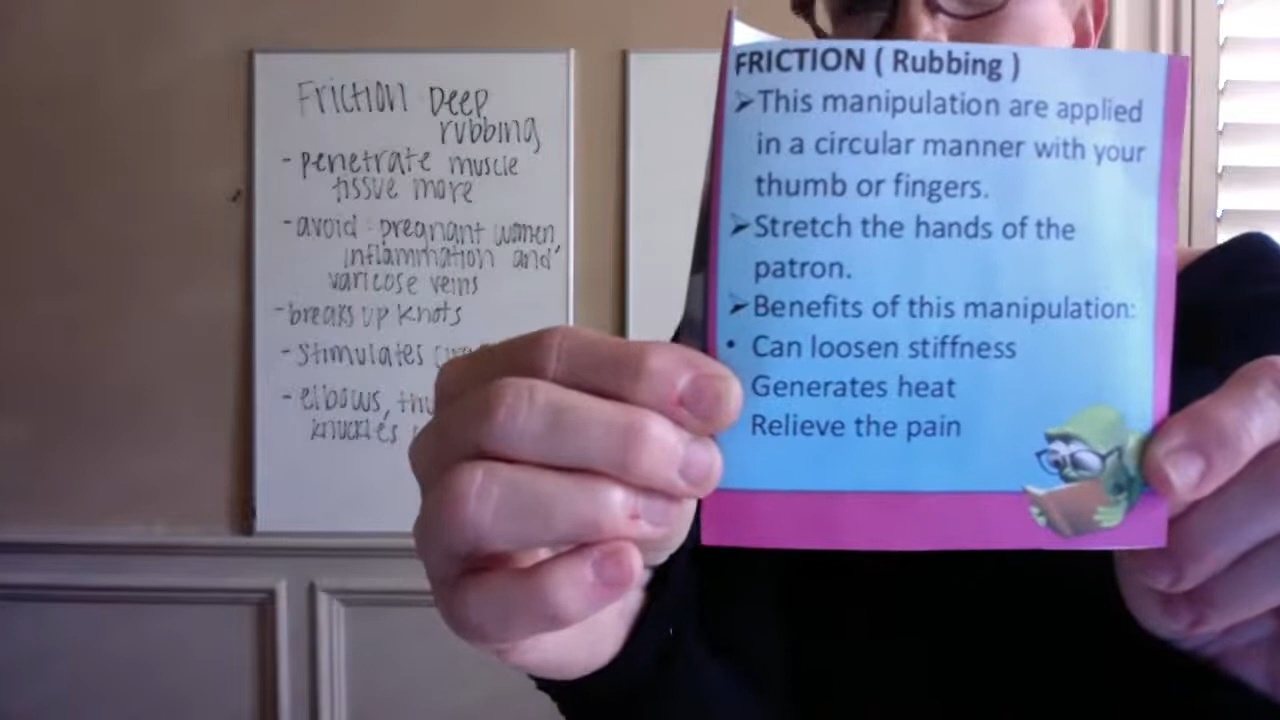 Friction Deep
rubbing
- penetrate muscle
tissue more
- avoid pregnant women,
inflammation and
varicose veins
- breaks up knots
- stimulates
- elbows,
knuckles
FRICTION ( Rubbing )
➤This manipulation are applied
in a circular manner with your
thumb or fingers.
➤Stretch the hands of the
patron.
➤Benefits of this manipulation:
• Can loosen stiffness
Generates heat
Relieve the pain